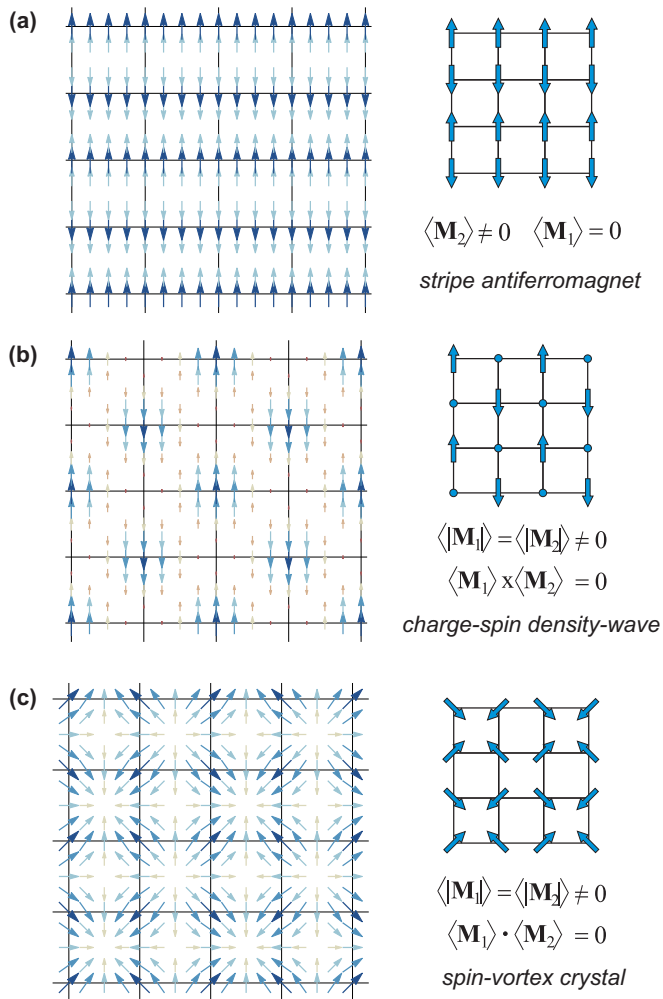 (a)
⟨M₂⟩ ≠ 0 ⟨M₁⟩ = 0
stripe antiferromagnet
(b)
⟨|M₁|⟩ = ⟨|M₂|⟩ ≠ 0
⟨M₁⟩ x ⟨M₂⟩ = 0
charge-spin density-wave
(c)
⟨|M₁|⟩ = ⟨|M₂|⟩ ≠ 0
⟨M₁⟩ · ⟨M₂⟩ = 0
spin-vortex crystal